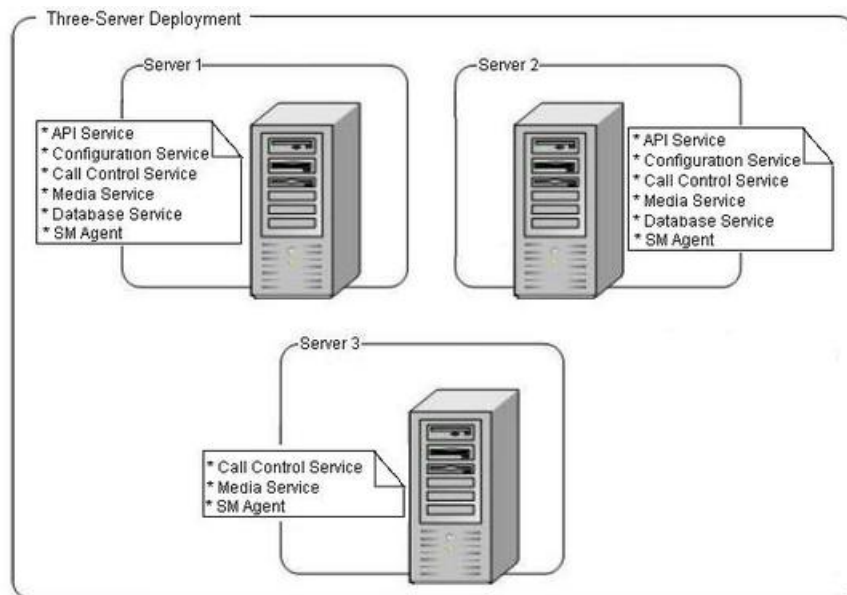 Three-Server Deployment
Server 1
* API Service
* Configuration Service
* Call Control Service
* Media Service
* Database Service
* SM Agent
Server 2
* API Service
* Configuration Service
* Call Control Service
* Media Service
* Database Service
* SM Agent
Server 3
* Call Control Service
* Media Service
* SM Agent